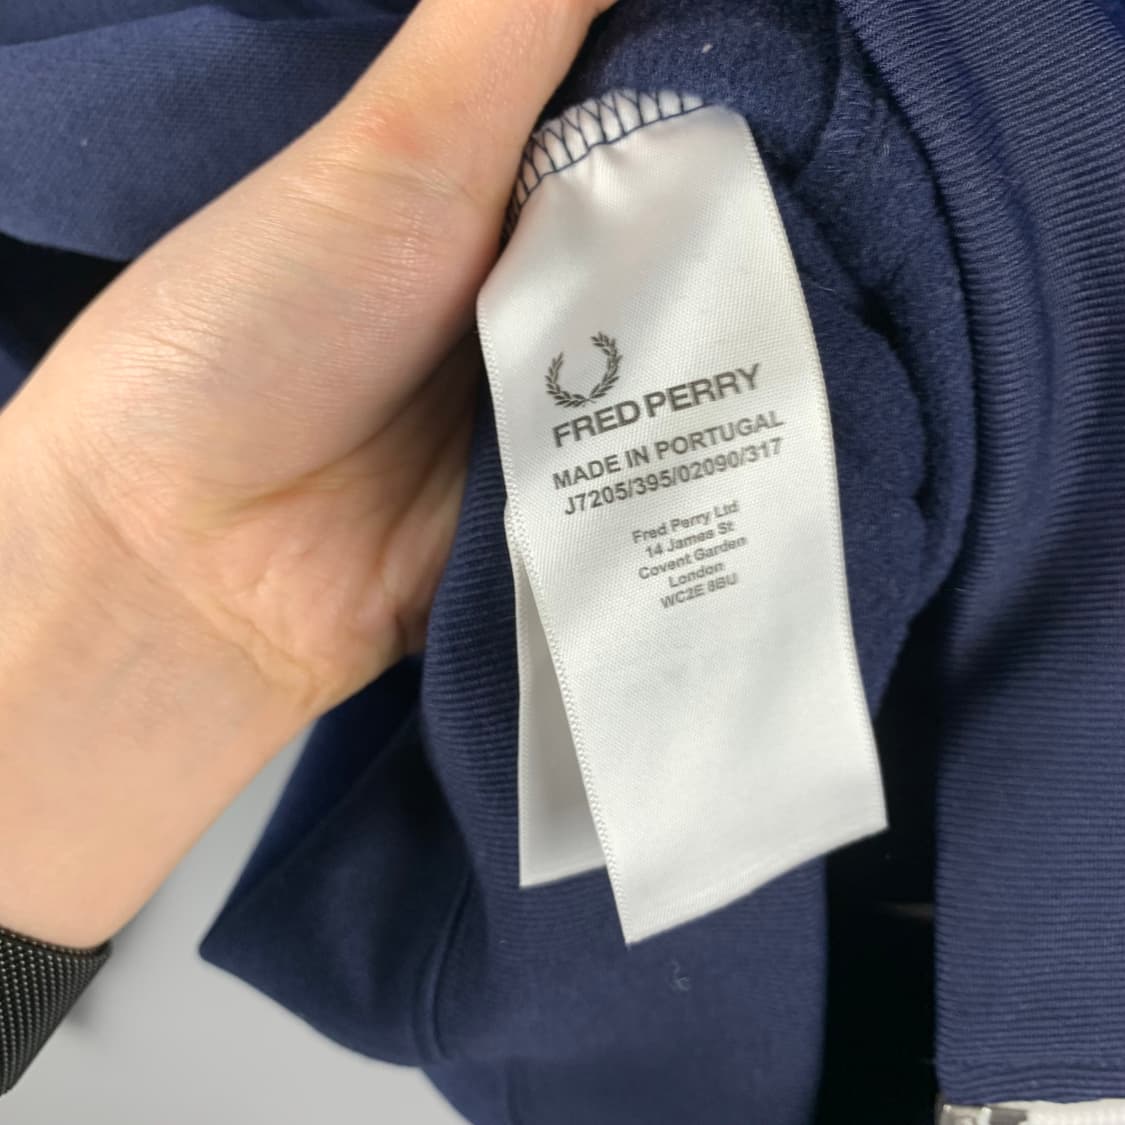 FRED PERRY
MADE IN PORTUGAL
J7205/395/02090/317
Fred Perry Ltd
14 James St
Covent Garden
London
WC2E 8BU